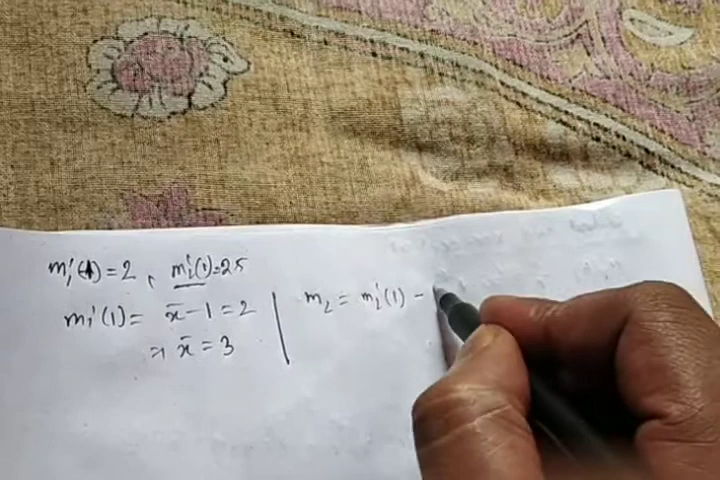 m₁'(1) = 2, m₂'(1) = 25
m₁'(1) = x̄ - 1 = 2
⇒ x̄ = 3
m₂ = m₂'(1) -